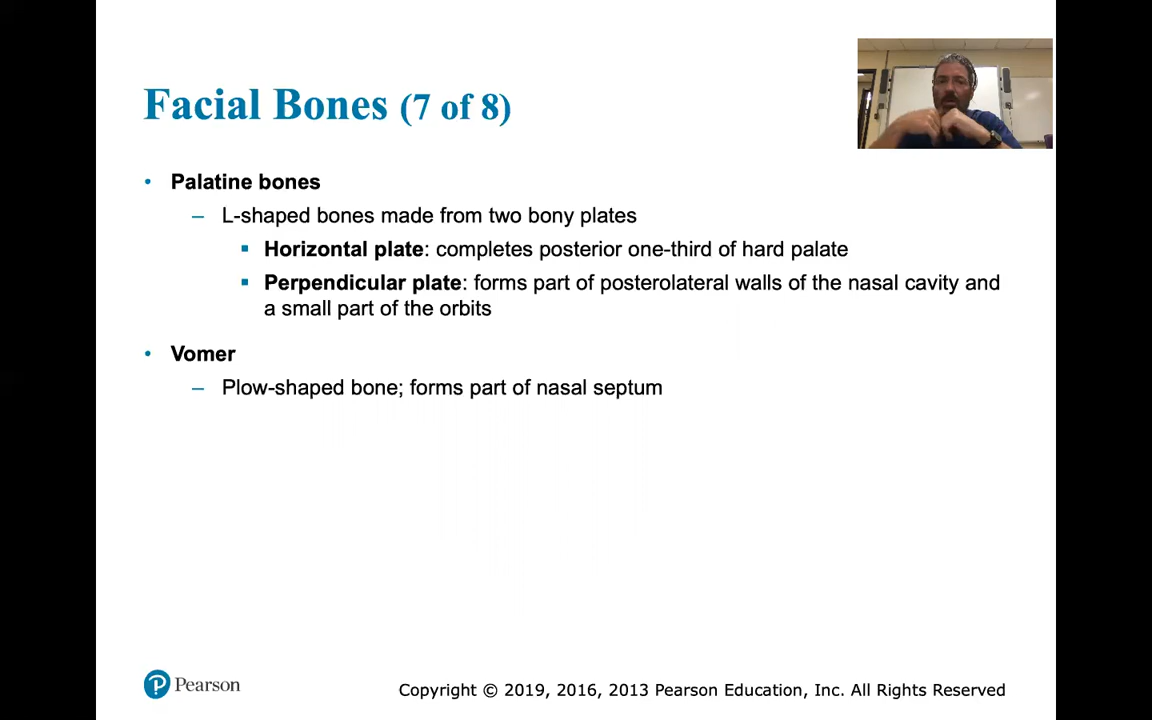 Facial Bones (7 of 8)
• Palatine bones
– L-shaped bones made from two bony plates
▪ Horizontal plate: completes posterior one-third of hard palate
▪ Perpendicular plate: forms part of posterolateral walls of the nasal cavity and
a small part of the orbits
• Vomer
– Plow-shaped bone; forms part of nasal septum
P Pearson
Copyright © 2019, 2016, 2013 Pearson Education, Inc. All Rights Reserved